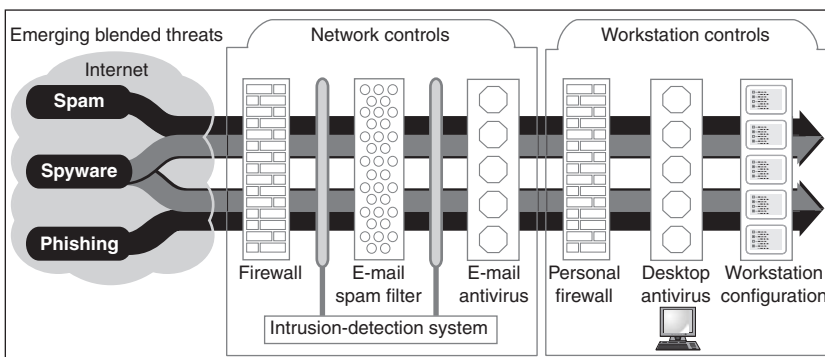 Emerging blended threats
Network controls
Workstation controls
Internet
Spam
Spyware
Phishing
Firewall
E-mail
spam filter
E-mail
antivirus
Personal
firewall
Desktop
antivirus
Workstation
configuration
Intrusion-detection system